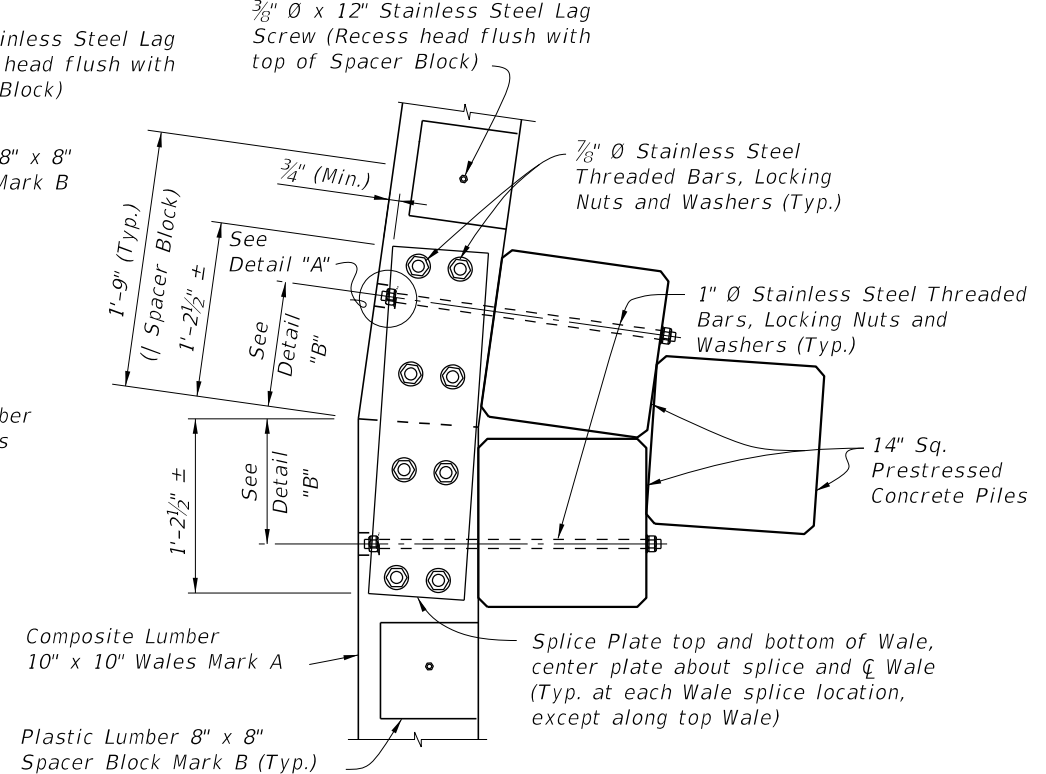 inless Steel Lag
head flush with
Block)
⅜" Ø x 12" Stainless Steel Lag
Screw (Recess head flush with
top of Spacer Block)
8" x 8"
Mark B
¾" (Min.)
⅞" Ø Stainless Steel
Threaded Bars, Locking
Nuts and Washers (Typ.)
1'-9" (Typ.)
(| Spacer Block)
1'-2½" ±
See
Detail "A"
See
Detail
"B"
1" Ø Stainless Steel Threaded
Bars, Locking Nuts and
Washers (Typ.)
ber
s
1'-2½" ±
See
Detail
"B"
14" Sq.
Prestressed
Concrete Piles
Composite Lumber
10" x 10" Wales Mark A
Splice Plate top and bottom of Wale,
center plate about splice and ℄ Wale
(Typ. at each Wale splice location,
except along top Wale)
Plastic Lumber 8" x 8"
Spacer Block Mark B (Typ.)